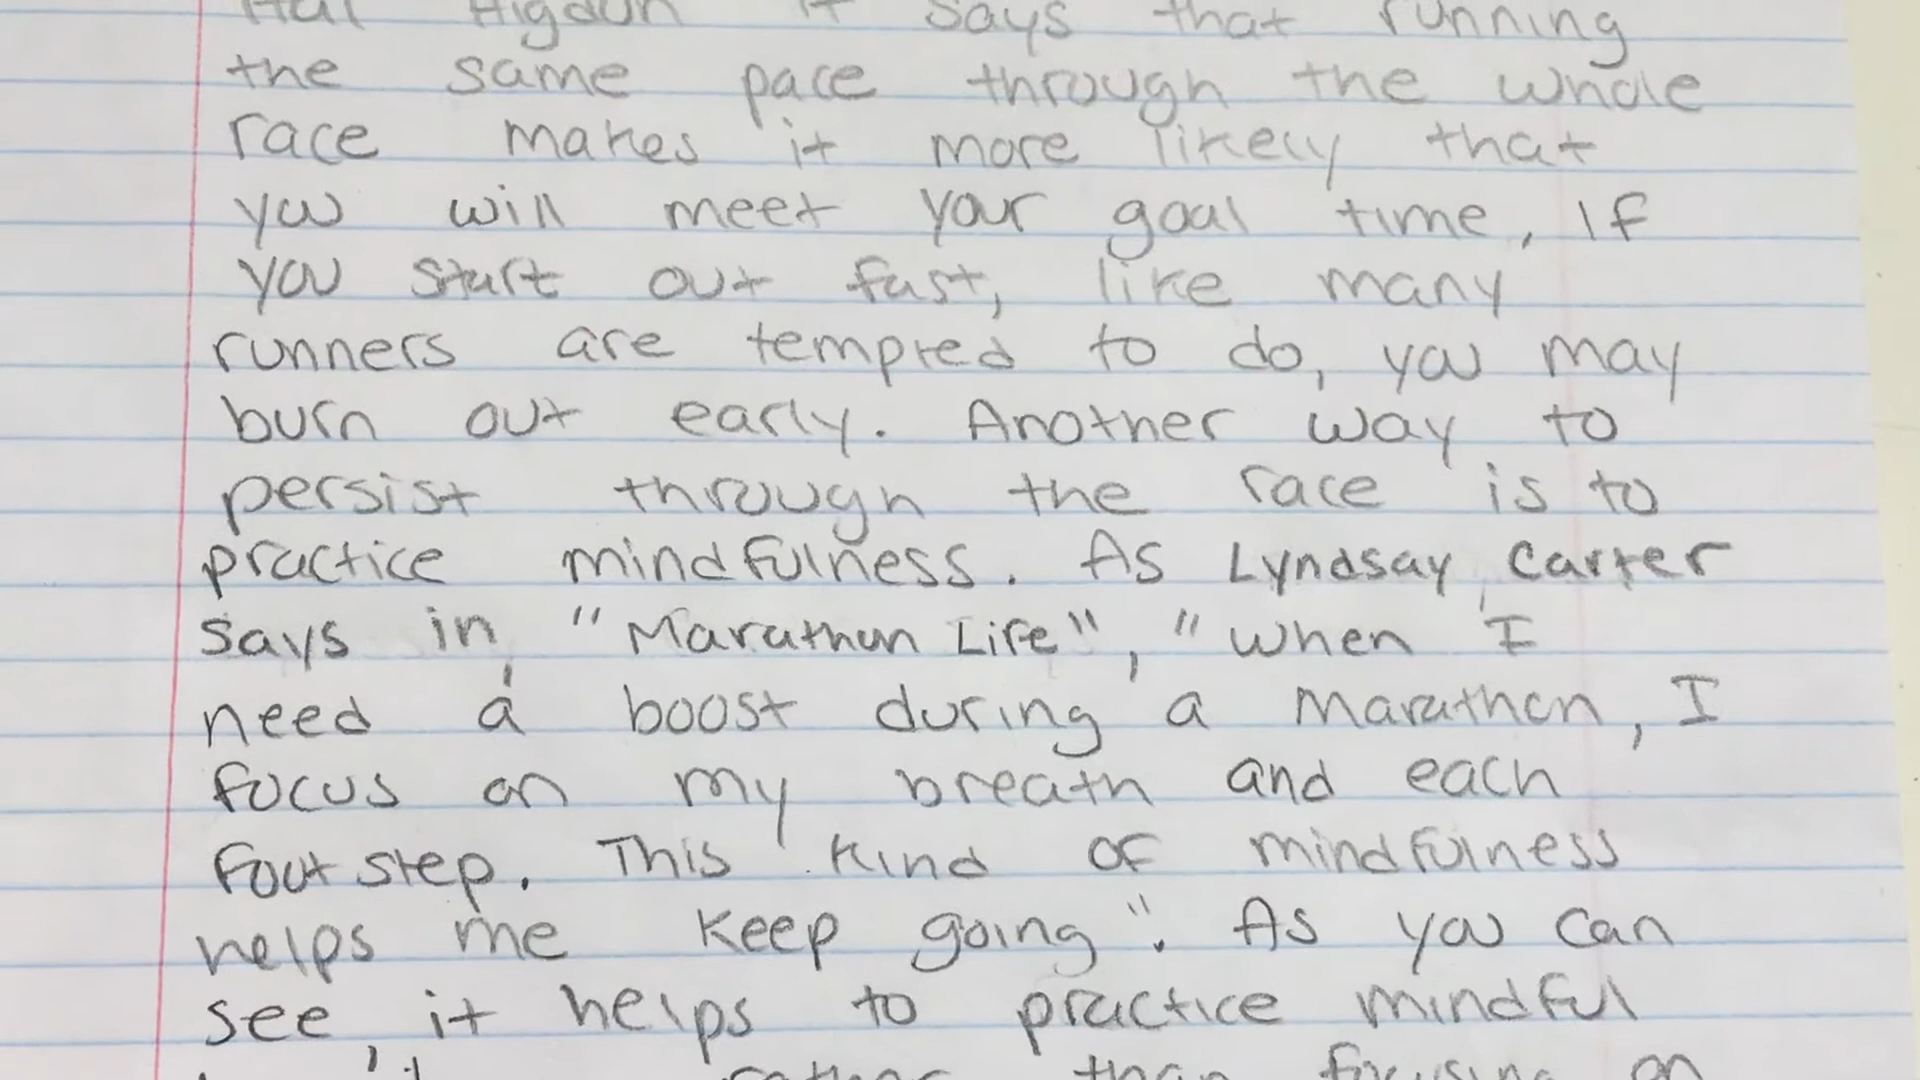 Hal Higdon it says that running
the same pace through the whole
race makes it more likely that
you will meet your goal time, If
you start out fast, like many
runners are tempted to do, you may
burn out early. Another way to
persist through the race is to
practice mindfulness. As Lyndsay Carter
says in, "Marathon Life", "When I
need a boost during a marathon, I
focus on my breath and each
foot step. This kind of mindfulness
helps me keep going". As you can
see, it helps to practice mindful
rather than focusing on